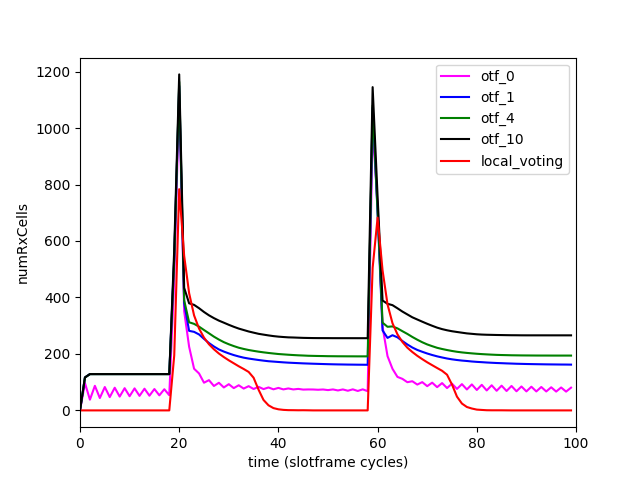 1200
1000
800
600
400
200
0
numRxCells
0 20 40 60 80 100
time (slotframe cycles)
otf_0
otf_1
otf_4
otf_10
local_voting